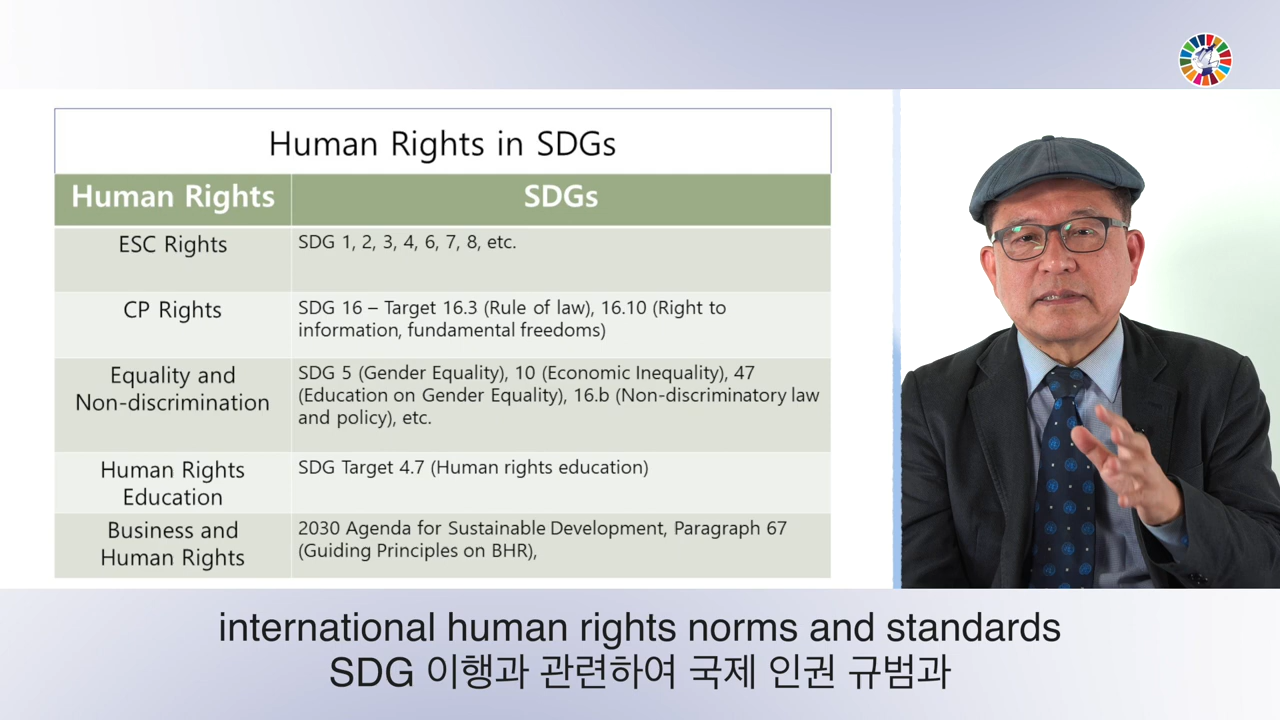 Human Rights in SDGs
Human Rights
SDGs
ESC Rights
SDG 1, 2, 3, 4, 6, 7, 8, etc.
CP Rights
SDG 16 – Target 16.3 (Rule of law), 16.10 (Right to
information, fundamental freedoms)
Equality and
Non-discrimination
SDG 5 (Gender Equality), 10 (Economic Inequality), 47
(Education on Gender Equality), 16.b (Non-discriminatory law
and policy), etc.
Human Rights
Education
SDG Target 4.7 (Human rights education)
Business and
Human Rights
2030 Agenda for Sustainable Development, Paragraph 67
(Guiding Principles on BHR),
international human rights norms and standards
SDG 이행과 관련하여 국제 인권 규범과